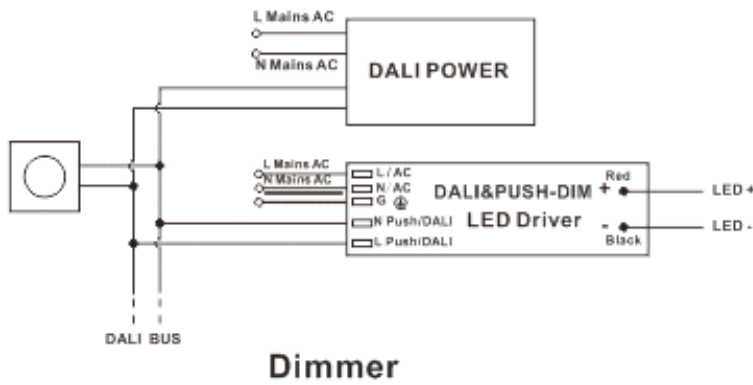 L Mains AC
N Mains AC
DALI POWER
L Mains AC
N Mains AC
L / AC
N/ AC
G
N Push/DALI
L Push/DALI
DALI&PUSH-DIM
LED Driver
Red
+
-
Black
LED +
LED -
DALI BUS
Dimmer